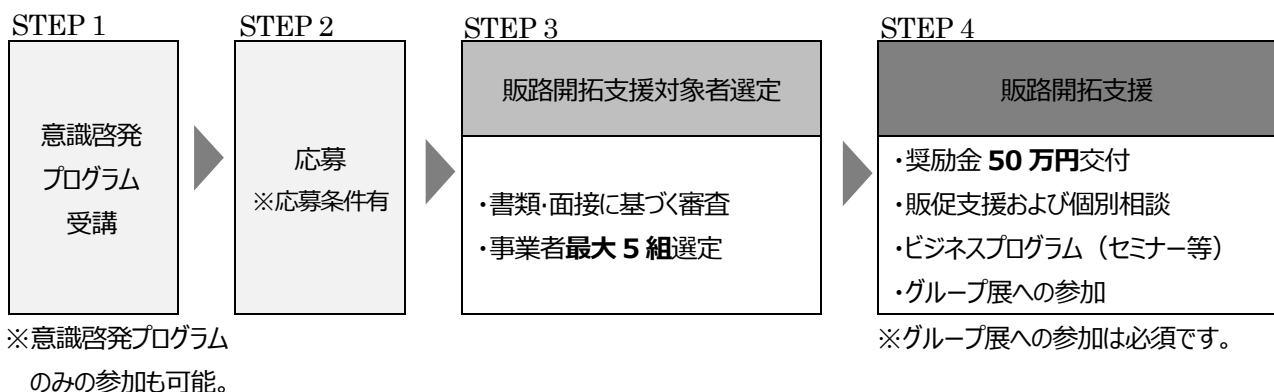 STEP 1
意識啓発
プログラム
受講
※意識啓発プログラム
のみの参加も可能。
STEP 2
応募
※応募条件有
STEP 3
販路開拓支援対象者選定
・書類・面接に基づく審査
・事業者最大 5 組選定
STEP 4
販路開拓支援
・奨励金 50 万円交付
・販促支援および個別相談
・ビジネスプログラム（セミナー等）
・グループ展への参加
※グループ展への参加は必須です。